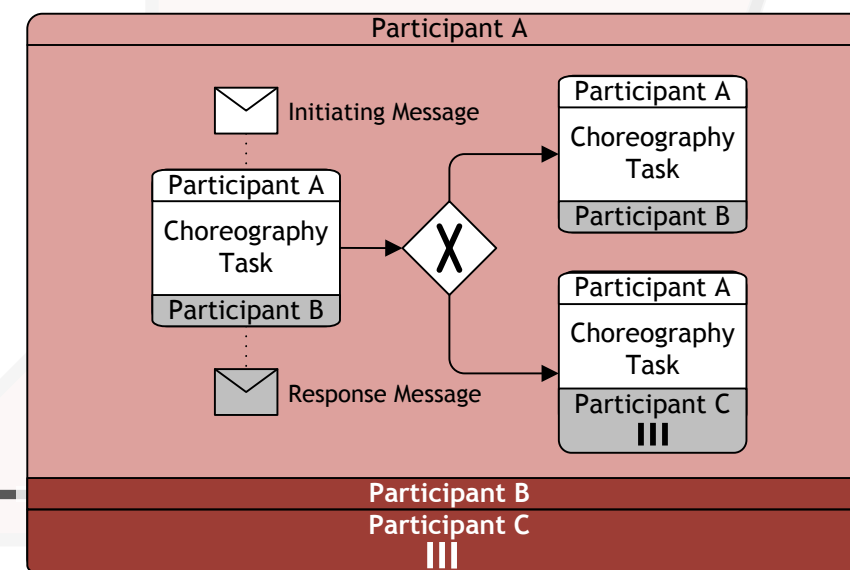 Participant A
Initiating Message
Participant A
Choreography
Task
Participant B
Response Message
Participant A
Choreography
Task
Participant B
Participant A
Choreography
Task
Participant C
Participant B
Participant C